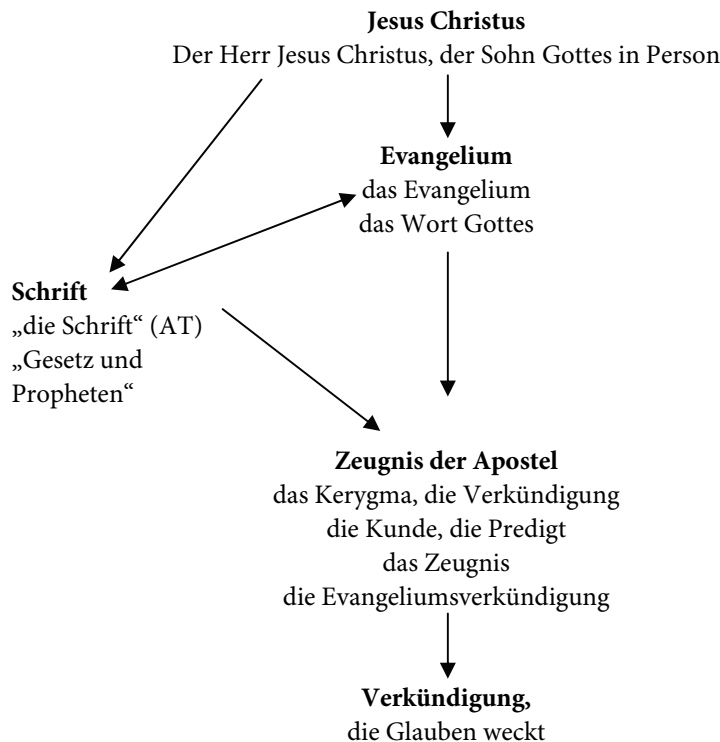 Jesus Christus
Der Herr Jesus Christus, der Sohn Gottes in Person
Evangelium
das Evangelium
das Wort Gottes
Schrift
„die Schrift“ (AT)
„Gesetz und
Propheten“
Zeugnis der Apostel
das Kerygma, die Verkündigung
die Kunde, die Predigt
das Zeugnis
die Evangeliumsverkündigung
Verkündigung,
die Glauben weckt